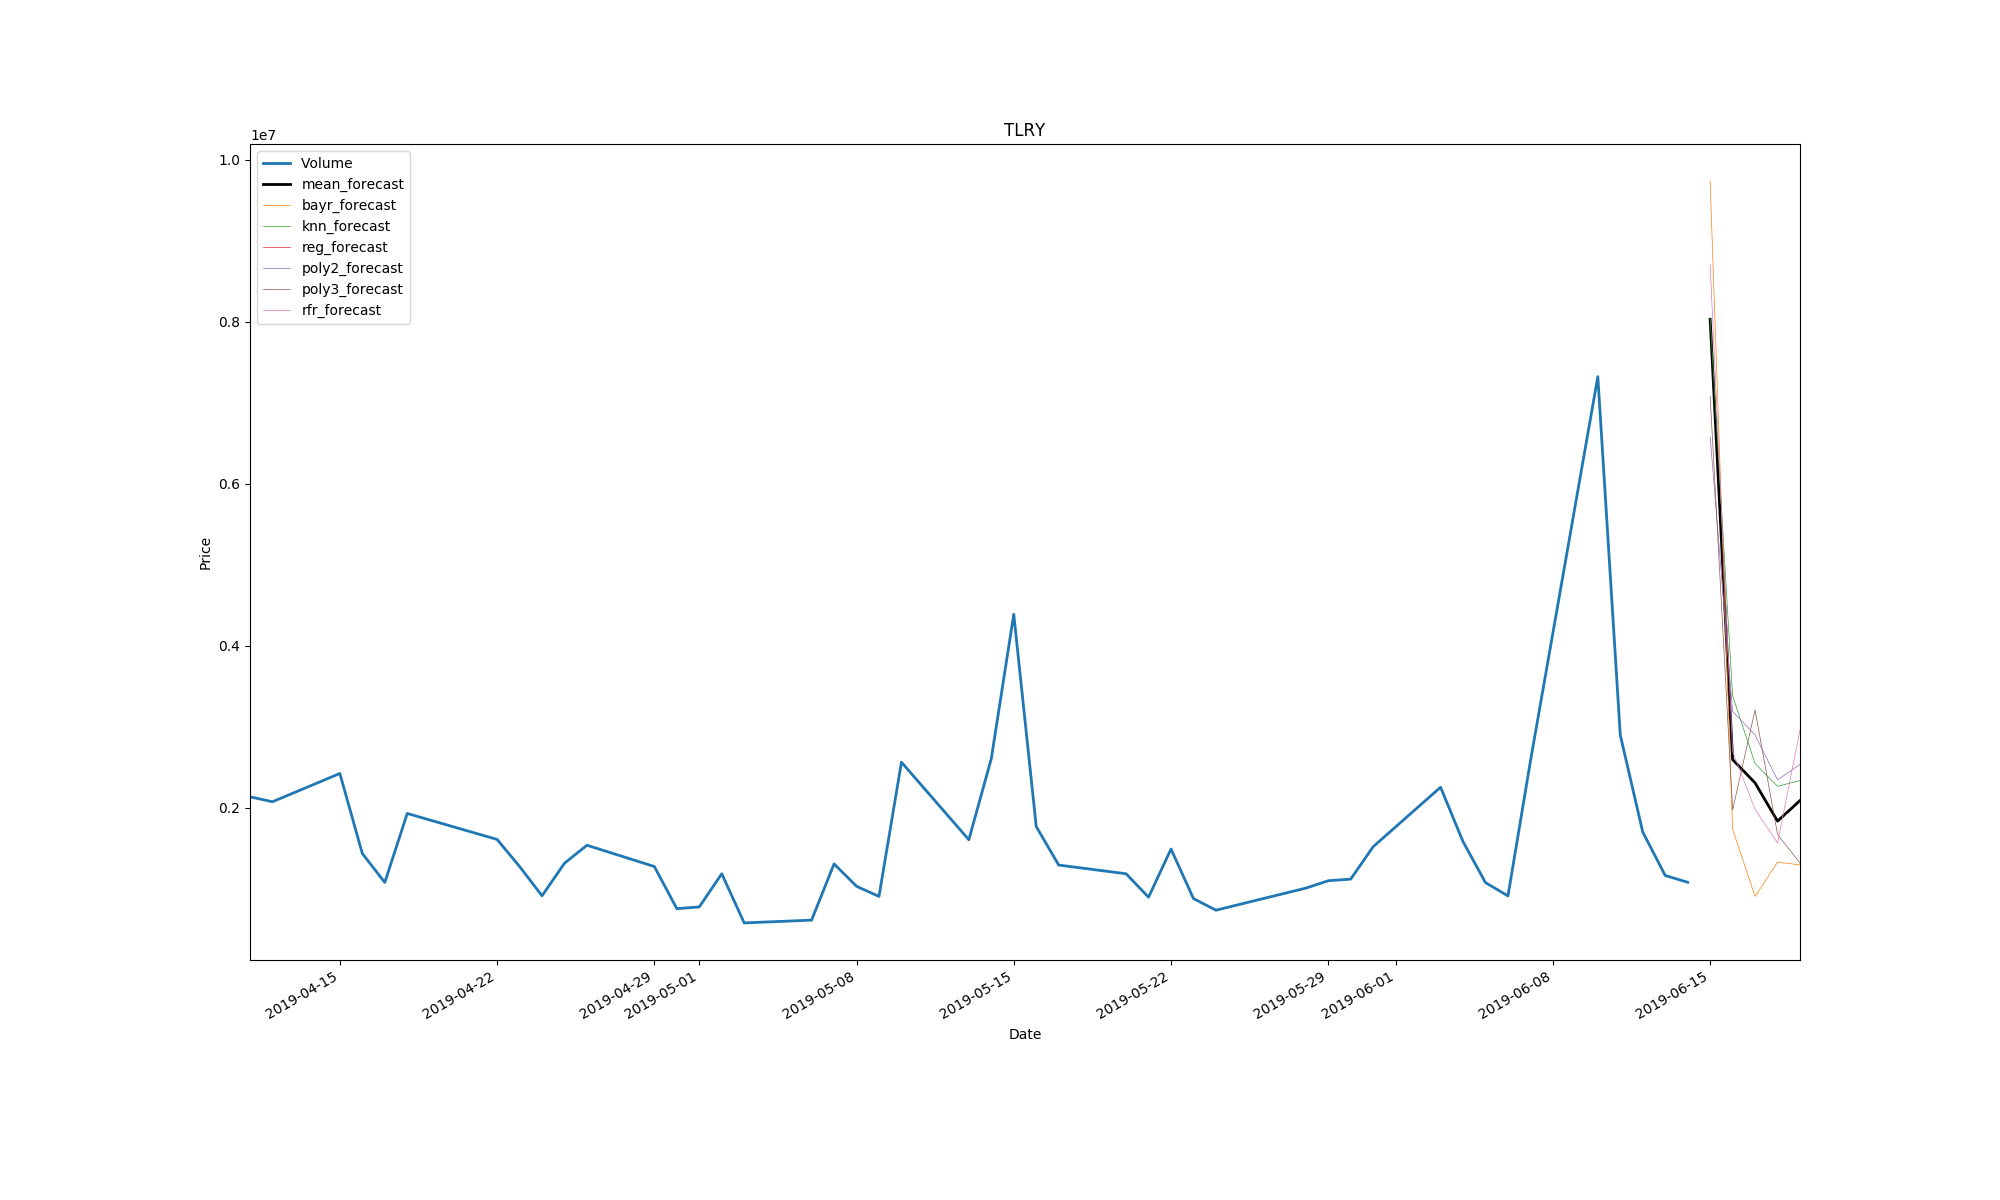 TLRY
1e7
1.0
0.8
0.6
0.4
0.2
Price
Volume
mean_forecast
bayr_forecast
knn_forecast
reg_forecast
poly2_forecast
poly3_forecast
rfr_forecast
2019-04-15
2019-04-22
2019-04-29
2019-05-01
2019-05-08
2019-05-15
2019-05-22
2019-05-29
2019-06-01
2019-06-08
2019-06-15
Date